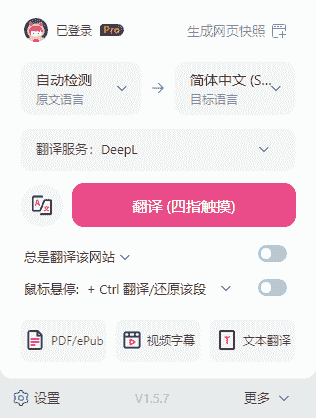 已登录 Pro 生成网页快照
自动检测 简体中文 (S...
原文语言 目标语言
翻译服务：DeepL
翻译 (四指触摸)
总是翻译该网站
鼠标悬停： + Ctrl 翻译/还原该段
PDF/ePub 视频字幕 文本翻译
设置 V1.5.7 更多